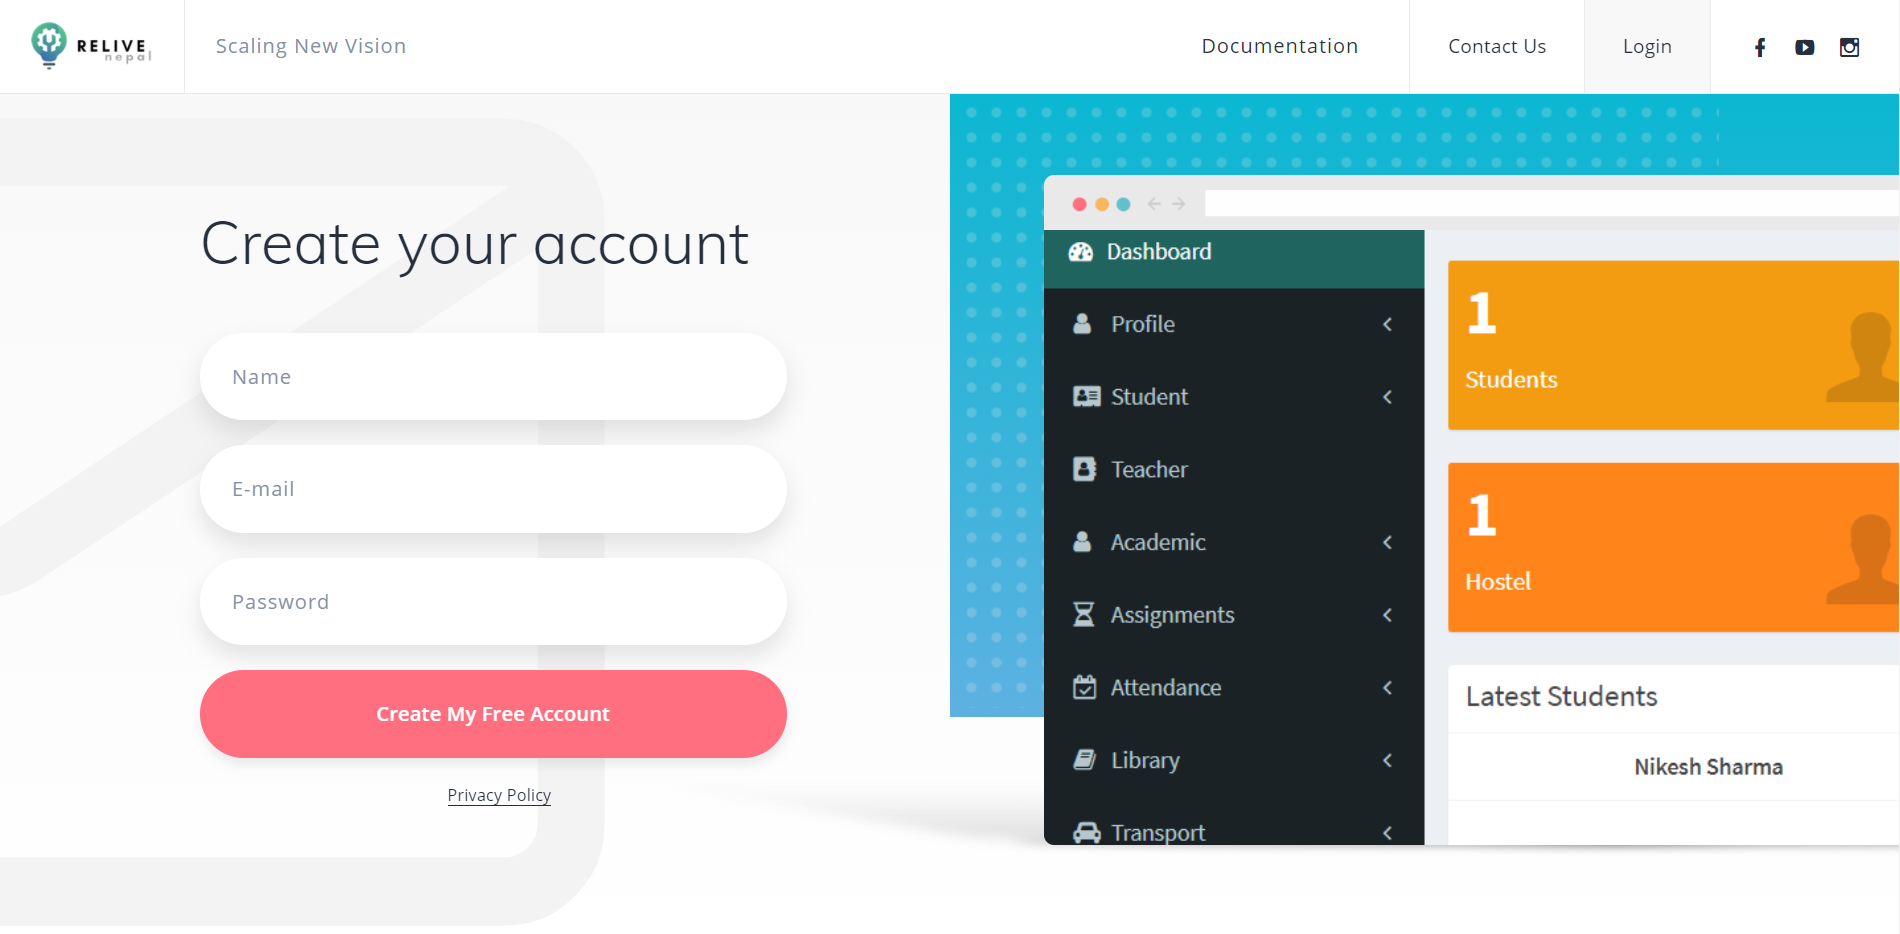 RELIVE
nepal
Scaling New Vision
Documentation
Contact Us
Login
Create your account
Name
E-mail
Password
Create My Free Account
Privacy Policy
Dashboard
Profile
Student
Teacher
Academic
Assignments
Attendance
Library
Transport
1
Students
1
Hostel
Latest Students
Nikesh Sharma